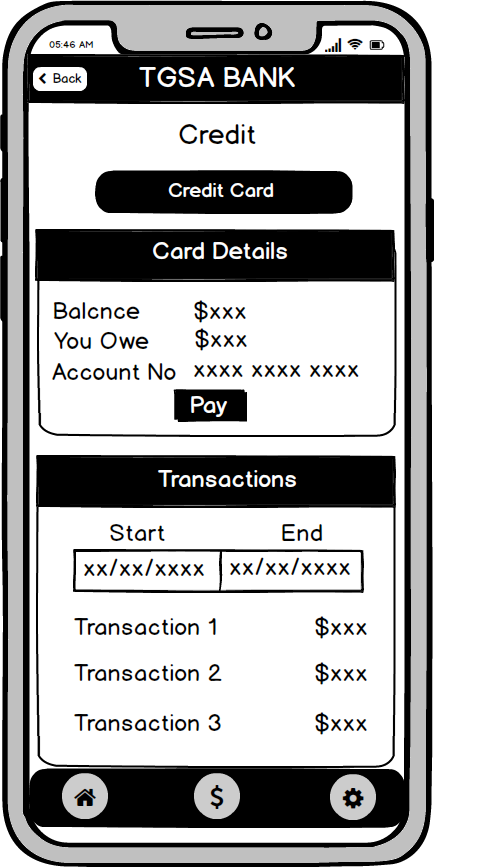 05:46 AM
Back
TGSA BANK
Credit
Credit Card
Card Details
Balcnce $xxx
You Owe $xxx
Account No xxxx xxxx xxxx
Pay
Transactions
Start End
xx/xx/xxxx xx/xx/xxxx
Transaction 1 $xxx
Transaction 2 $xxx
Transaction 3 $xxx
$